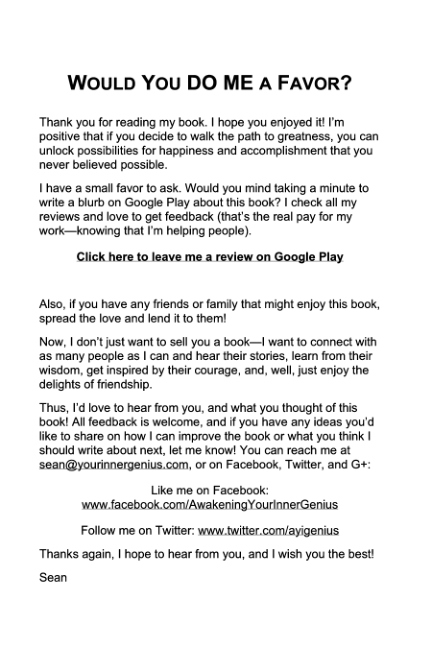 WOULD YOU DO ME A FAVOR?
Thank you for reading my book. I hope you enjoyed it! I'm
positive that if you decide to walk the path to greatness, you can
unlock possibilities for happiness and accomplishment that you
never believed possible.
I have a small favor to ask. Would you mind taking a minute to
write a blurb on Google Play about this book? I check all my
reviews and love to get feedback (that's the real pay for my
work—knowing that I'm helping people).
Click here to leave me a review on Google Play
Also, if you have any friends or family that might enjoy this book,
spread the love and lend it to them!
Now, I don't just want to sell you a book—I want to connect with
as many people as I can and hear their stories, learn from their
wisdom, get inspired by their courage, and, well, just enjoy the
delights of friendship.
Thus, I'd love to hear from you, and what you thought of this
book! All feedback is welcome, and if you have any ideas you'd
like to share on how I can improve the book or what you think I
should write about next, let me know! You can reach me at
sean@yourinnergenius.com, or on Facebook, Twitter, and G+:
Like me on Facebook:
www.facebook.com/AwakeningYourInnerGenius
Follow me on Twitter: www.twitter.com/ayigenius
Thanks again, I hope to hear from you, and I wish you the best!
Sean